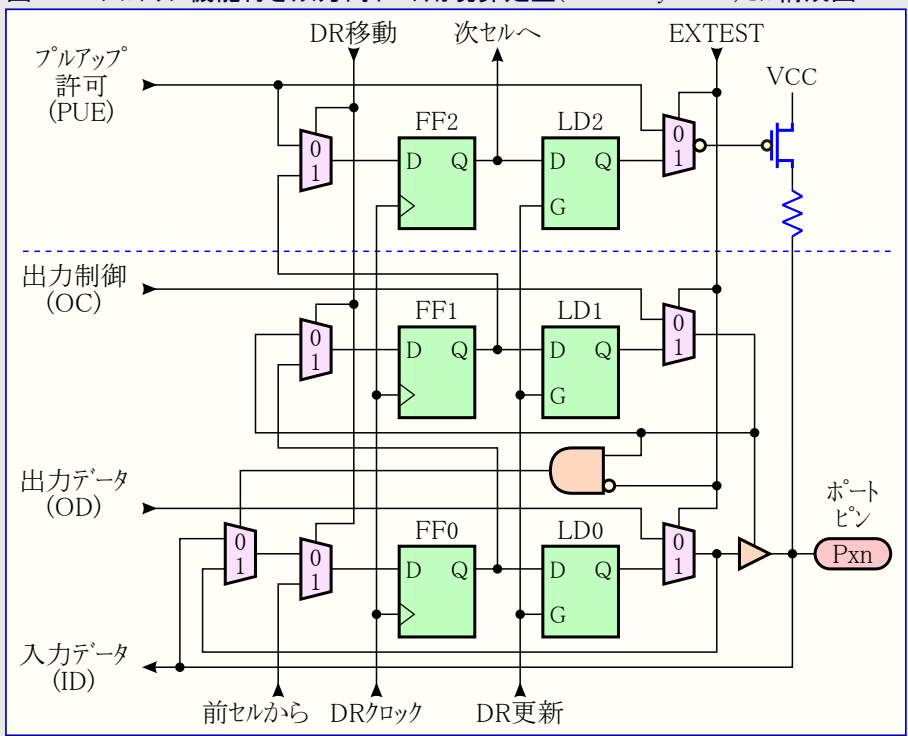 DR移動
次セルへ
EXTEST
プルアップ
許可
(PUE)
VCC
FF2
LD2
0
1
D Q
D Q
G
0
1
出力制御
(OC)
FF1
LD1
0
1
D Q
D Q
G
0
1
出力データ
(OD)
ポート
ピン
FF0
LD0
0
1
0
1
D Q
D Q
G
0
1
Pxn
入力データ
(ID)
前セルから
DRクロック
DR更新